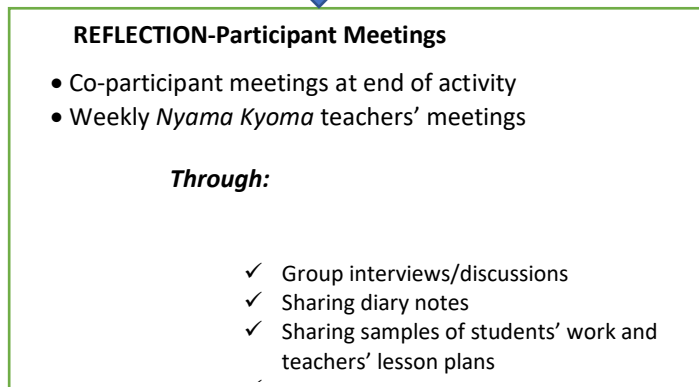 REFLECTION-Participant Meetings
• Co-participant meetings at end of activity
• Weekly Nyama Kyoma teachers’ meetings
Through:
✓ Group interviews/discussions
✓ Sharing diary notes
✓ Sharing samples of students’ work and
teachers’ lesson plans